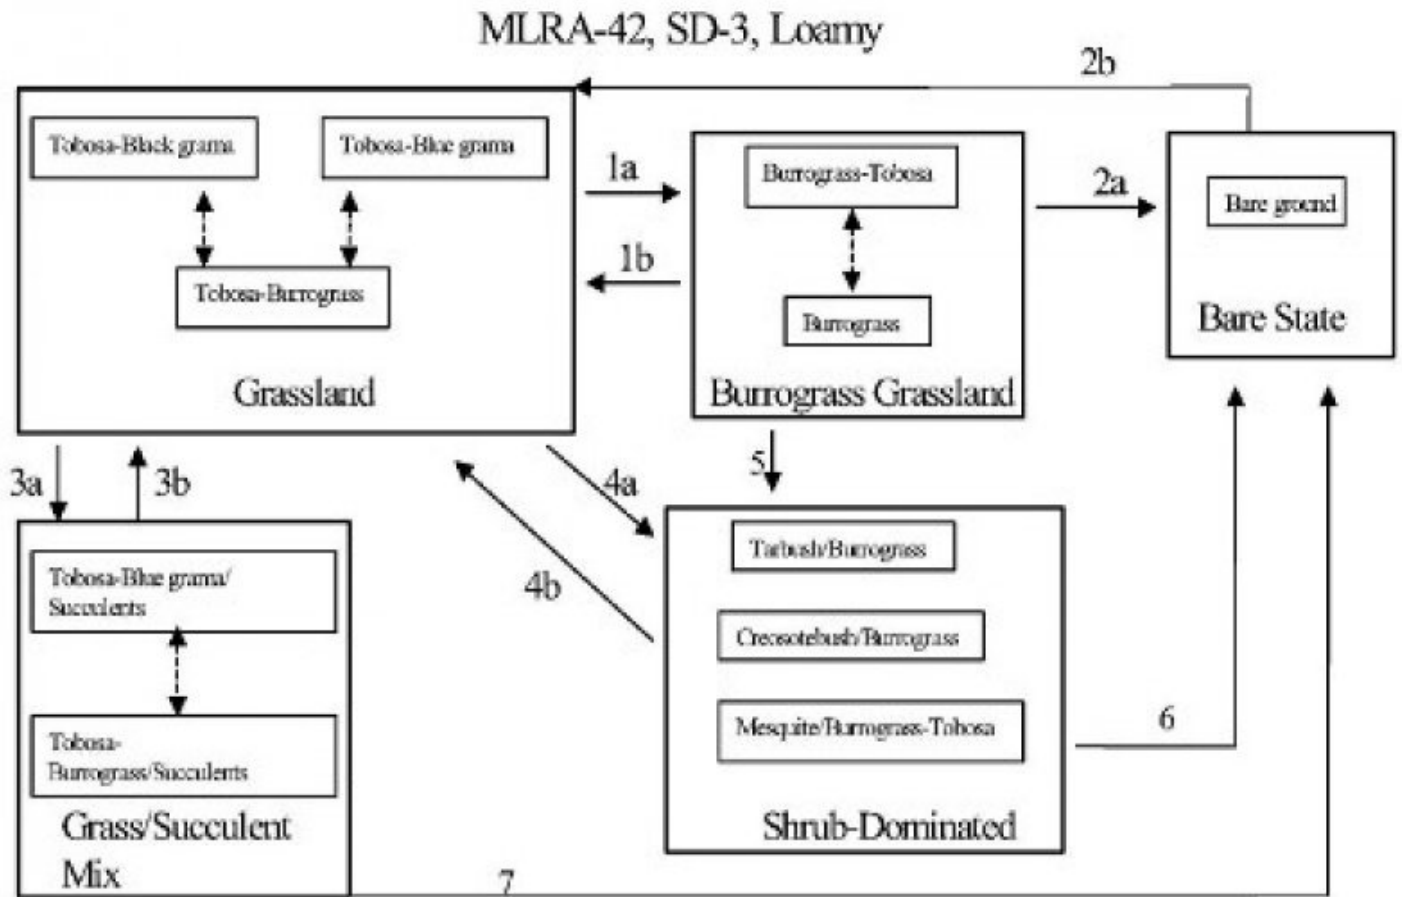 MLRA-42, SD-3, Loamy
2b
Tobosa-Black grama
Tobosa-Blue grama
Tobosa-Burrograss
Grassland
1a
1b
Burrograss-Tobosa
Burrograss
Burrograss Grassland
2a
Bare ground
Bare State
3a
3b
4a
4b
5
Tobosa-Blue grama/
Succulents
Tobosa-
Burrograss/Succulents
Grass/Succulent
Mix
Tarbush/Burrograss
Creosotebush/Burrograss
Mesquite/Burrograss-Tobosa
Shrub-Dominated
6
7